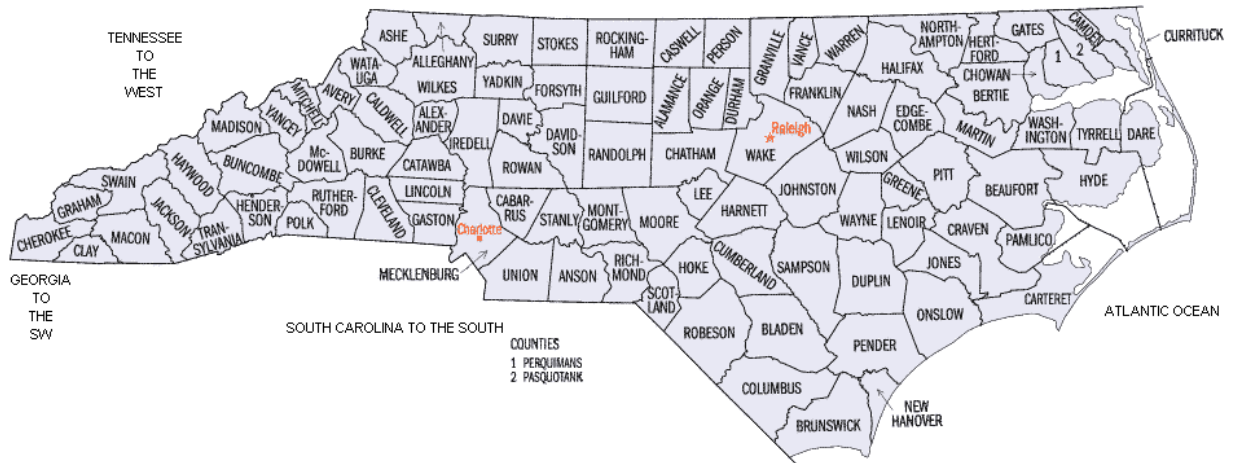 TENNESSEE
TO
THE
WEST
ASHE
ALLEGHANY
SURRY
STOKES
ROCKING-
HAM
CASWELL
PERSON
GRANVILLE
VANCE
WARREN
NORTH-
AMPTON
HERT-
FORD
GATES
CAMDEN
CURRITUCK
1
2
CHOWAN
HALIFAX
BERTIE
WATA-
UGA
WILKES
YADKIN
FORSYTH
GUILFORD
ALAMANCE
ORANGE
DURHAM
FRANKLIN
NASH
EDGE-
COMBE
MARTIN
WASH-
INGTON
TYRRELL
DARE
MITCHELL
AVERY
CALDWELL
ALEX-
ANDER
IREDELL
DAVIE
DAVID-
SON
RANDOLPH
CHATHAM
Raleigh
WAKE
WILSON
MADISON
YANCEY
Mc-
DOWELL
BURKE
CATAWBA
ROWAN
GREENE
PITT
BEAUFORT
HYDE
SWAIN
HAYWOOD
BUNCOMBE
RUTHER-
FORD
CLEVELAND
LINCOLN
CABAR-
RUS
STANLY
MONT-
GOMERY
MOORE
LEE
HARNETT
JOHNSTON
WAYNE
LENOIR
CRAVEN
PAMLICO
GRAHAM
CHEROKEE
CLAY
MACON
JACKSON
TRAN-
SYLVANIA
HENDER-
SON
POLK
GASTON
Charlotte
MECKLENBURG
UNION
ANSON
RICH-
MOND
SCOT-
LAND
HOKE
CUMBERLAND
SAMPSON
DUPLIN
JONES
ONSLOW
CARTERET
ATLANTIC OCEAN
GEORGIA
TO
THE
SW
SOUTH CAROLINA TO THE SOUTH
ROBESON
BLADEN
PENDER
COLUMBUS
BRUNSWICK
NEW
HANOVER
COUNTIES
1 PERQUIMANS
2 PASQUOTANK